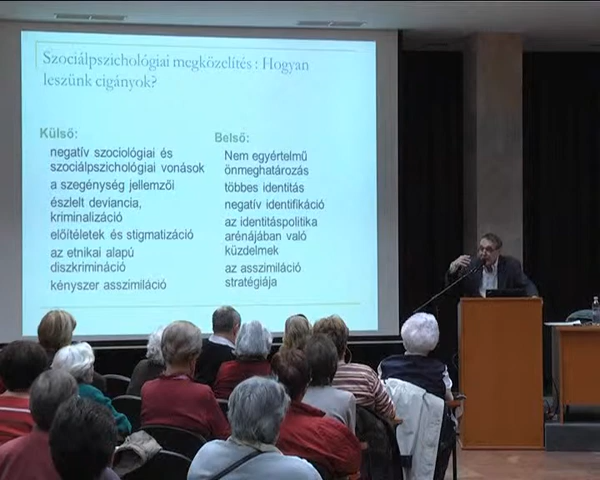 Szociálpszichológiai megközelítés : Hogyan
leszünk cigányok?
Külső:
negatív szociológiai és
szociálpszichológiai vonások
a szegénység jellemzői
észlelt deviancia,
kriminalizáció
előítéletek és stigmatizáció
az etnikai alapú
diszkrimináció
kényszer asszimiláció
Belső:
Nem egyértelmű
önmeghatározás
többes identitás
negatív identifikáció
az identitáspolitika
arénájában való
küzdelmek
az asszimiláció
stratégiája